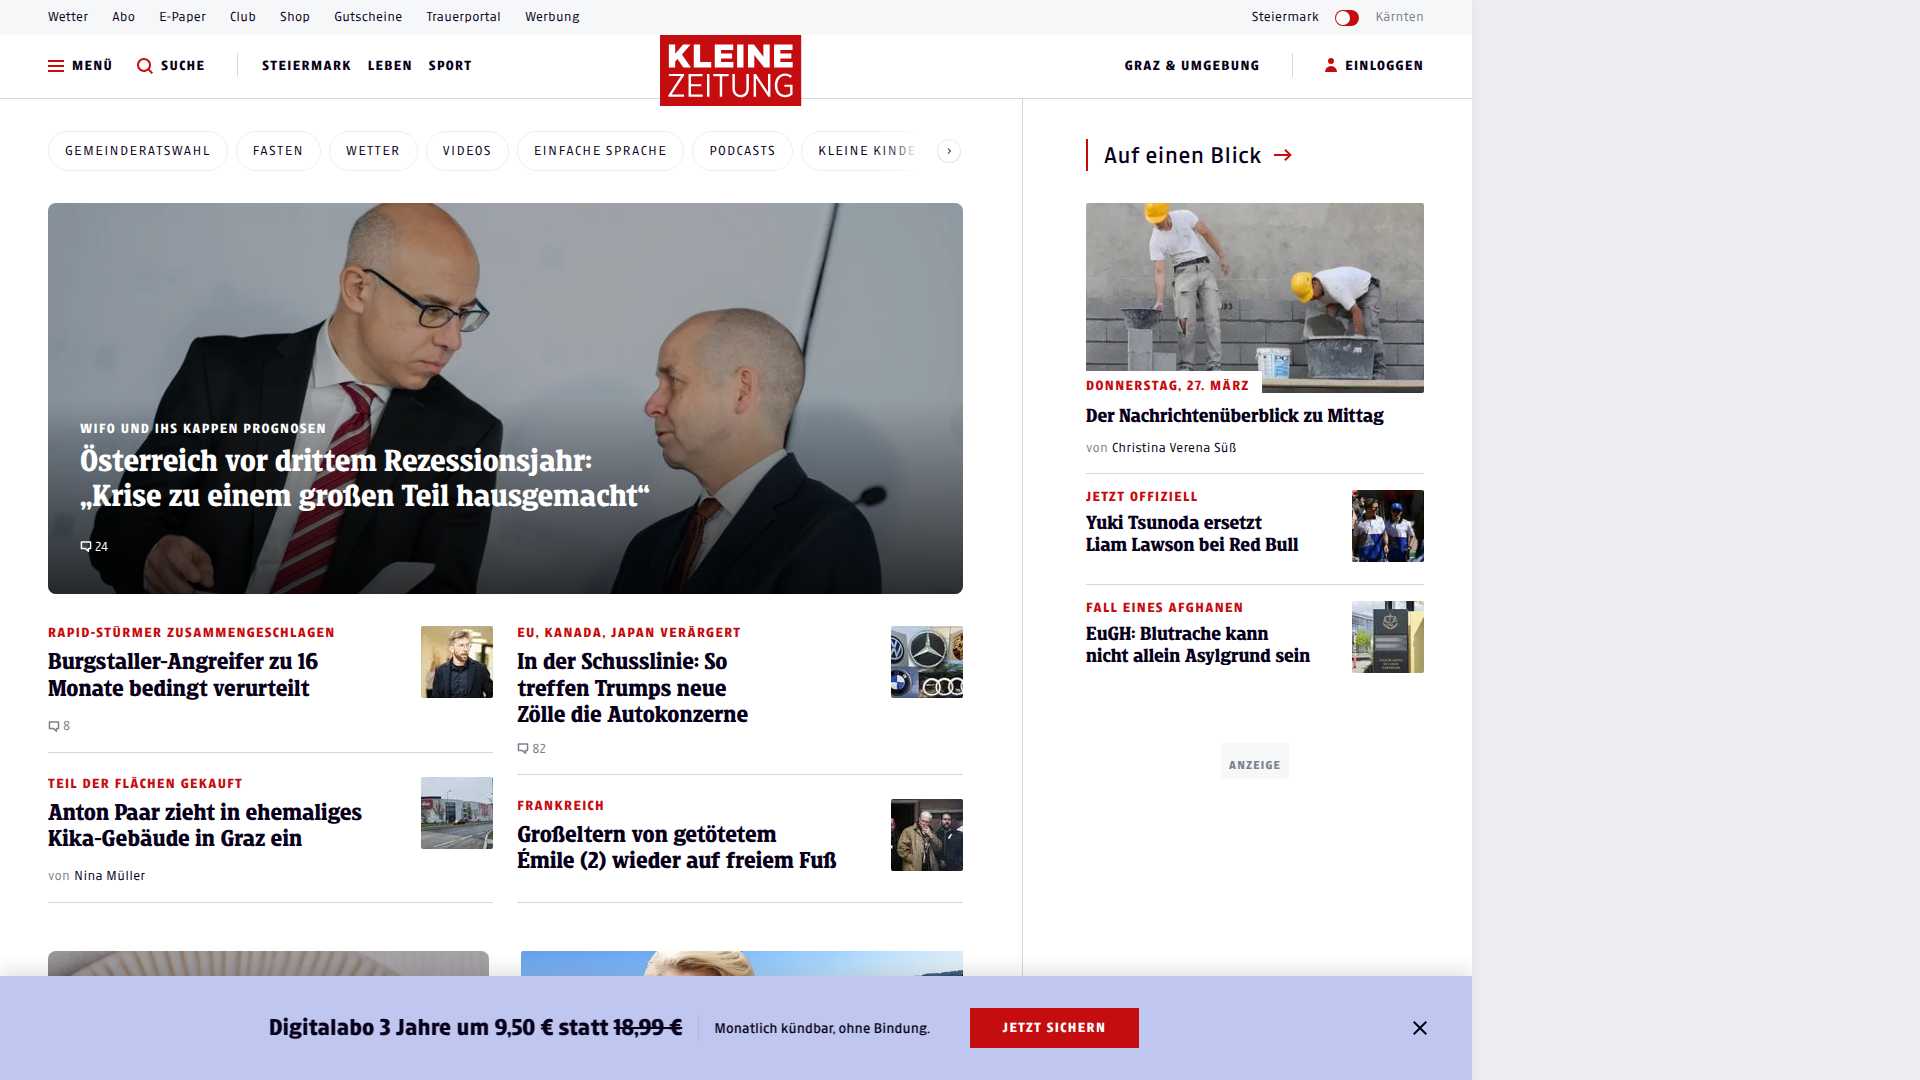 Wetter Abo E-Paper Club Shop Gutscheine Trauerportal Werbung Steiermark Kärnten
MENÜ SUCHE STEIERMARK LEBEN SPORT KLEINE ZEITUNG GRAZ & UMGEBUNG EINLOGGEN
GEMEINDERATSWAHL FASTEN WETTER VIDEOS EINFACHE SPRACHE PODCASTS KLEINE KINDE
WIFO UND IHS KAPPEN PROGNOSEN
Österreich vor drittem Rezessionsjahr:
„Krise zu einem großen Teil hausgemacht“
24
RAPID-STÜRMER ZUSAMMENGESCHLAGEN
Burgstaller-Angreifer zu 16
Monate bedingt verurteilt
8
TEIL DER FLÄCHEN GEKAUFT
Anton Paar zieht in ehemaliges
Kika-Gebäude in Graz ein
von Nina Müller
EU, KANADA, JAPAN VERÄRGERT
In der Schusslinie: So
treffen Trumps neue
Zölle die Autokonzerne
82
FRANKREICH
Großeltern von getötetem
Émile (2) wieder auf freiem Fuß
Auf einen Blick
DONNERSTAG, 27. MÄRZ
Der Nachrichtenüberblick zu Mittag
von Christina Verena Süß
JETZT OFFIZIELL
Yuki Tsunoda ersetzt
Liam Lawson bei Red Bull
FALL EINES AFGHANEN
EuGH: Blutrache kann
nicht allein Asylgrund sein
ANZEIGE
Digitalabo 3 Jahre um 9,50 € statt 18,99 € Monatlich kündbar, ohne Bindung. JETZT SICHERN